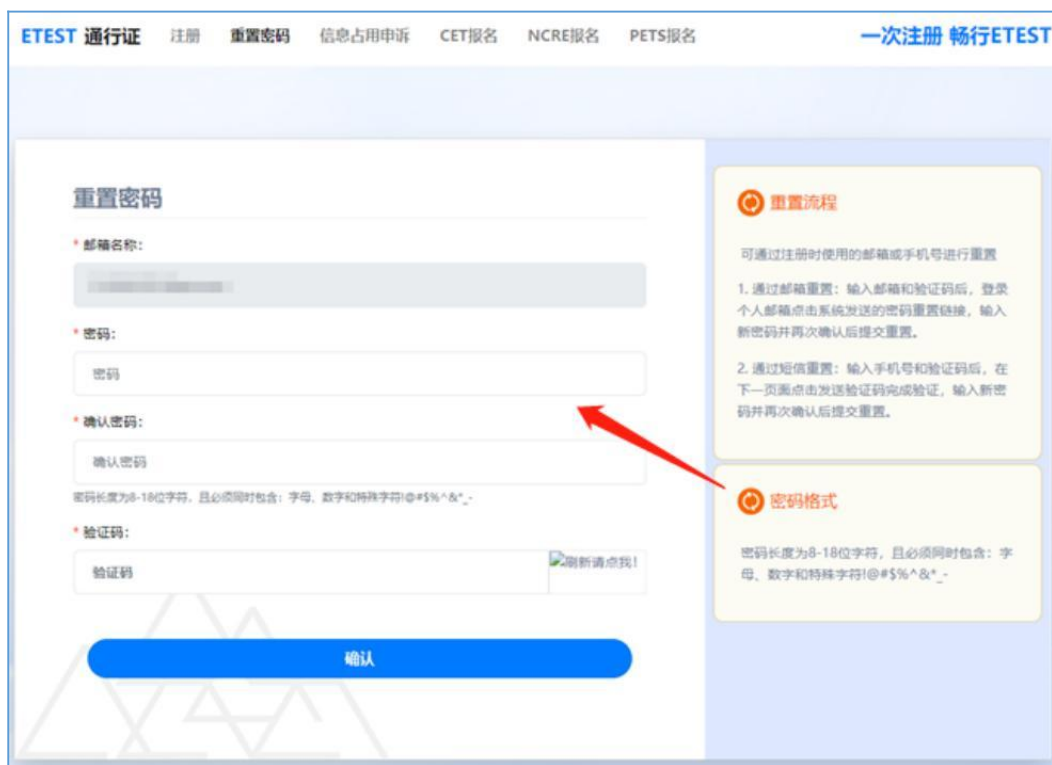 ETEST 通行证 注册 重置密码 信息占用申诉 CET报名 NCRE报名 PETS报名 一次注册 畅行ETEST
重置密码
* 邮箱名称：
* 密码：
密码
* 确认密码：
确认密码
密码长度为8-18位字符，且必须同时包含：字母、数字和特殊字符!@#$%^&*_-
* 验证码：
验证码
刷新请点我!
确认
重置流程
可通过注册时使用的邮箱或手机号进行重置
1. 通过邮箱重置：输入邮箱和验证码后，登录
个人邮箱点击系统发送的密码重置链接，输入
新密码并再次确认后提交重置。
2. 通过短信重置：输入手机号和验证码后，在
下一页面点击发送验证码完成验证，输入新密
码并再次确认后提交重置。
密码格式
密码长度为8-18位字符，且必须同时包含：字
母、数字和特殊字符!@#$%^&*_-